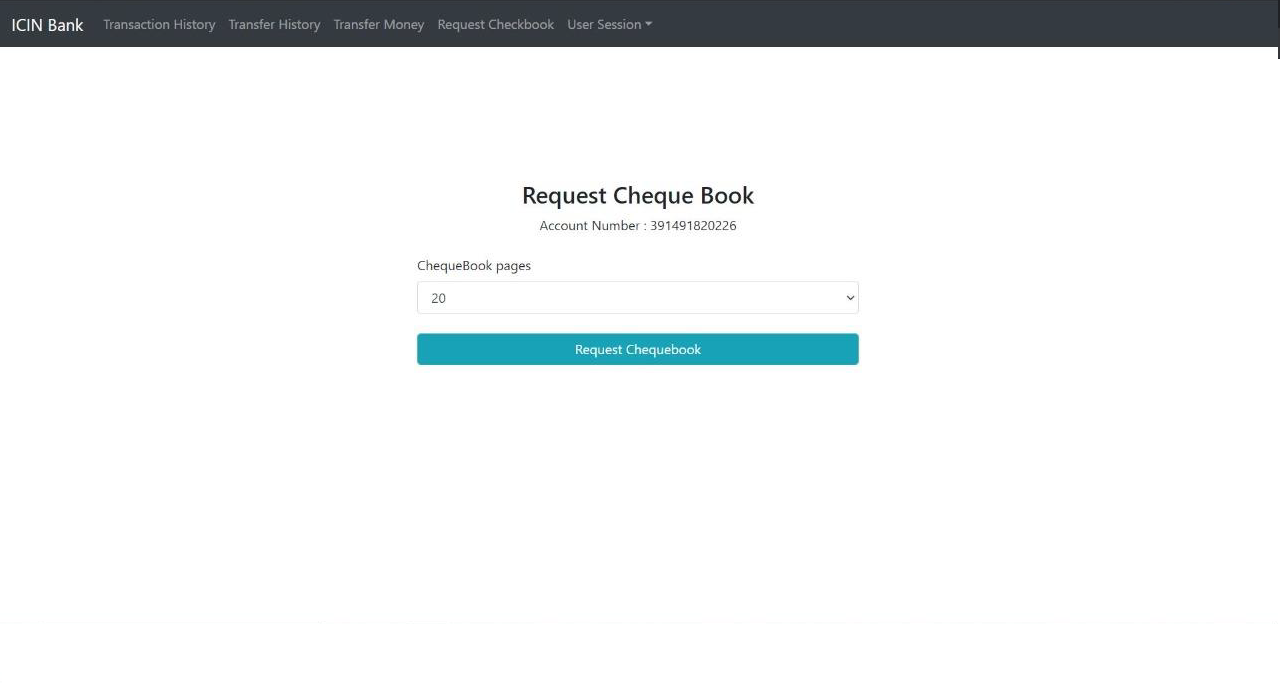 ICIN Bank Transaction History Transfer History Transfer Money Request Checkbook User Session
Request Cheque Book
Account Number : 391491820226
ChequeBook pages
20
Request Chequebook